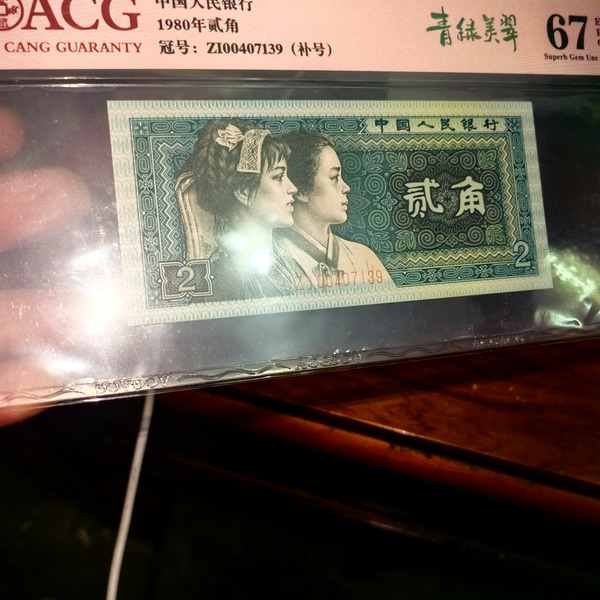 ACG
CANG GUARANTY
中国人民银行
1980年贰角
冠号：ZI00407139（补号）
青绿美翠
67
Superb Gem Unc
中国人民银行
贰角
2
2
ZI00407139